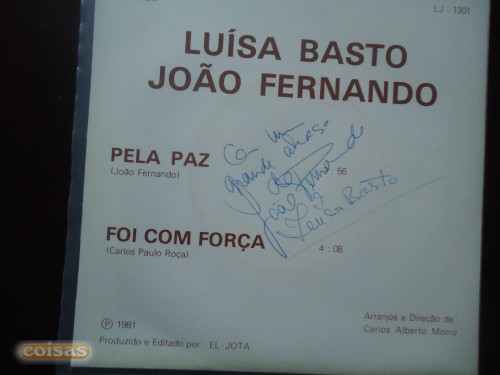 LJ - 1301
LUÍSA BASTO
JOÃO FERNANDO
PELA PAZ
(João Fernando)
: 56
Com um
grande abraço
do
João Fernando
Luísa Basto
FOI COM FORÇA
4 : 08
(Carlos Paulo Roça)
Ⓟ 1981
Produzido e Editado por: EL JOTA
Arranjos e Direção de:
Carlos Alberto Moniz
coisas